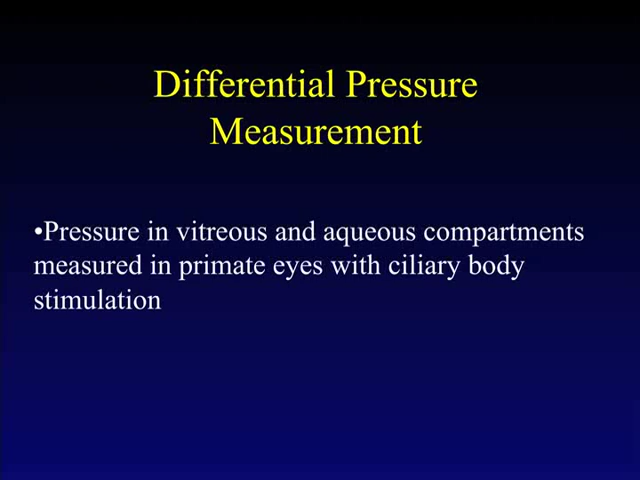 Differential Pressure
Measurement
•Pressure in vitreous and aqueous compartments
measured in primate eyes with ciliary body
stimulation